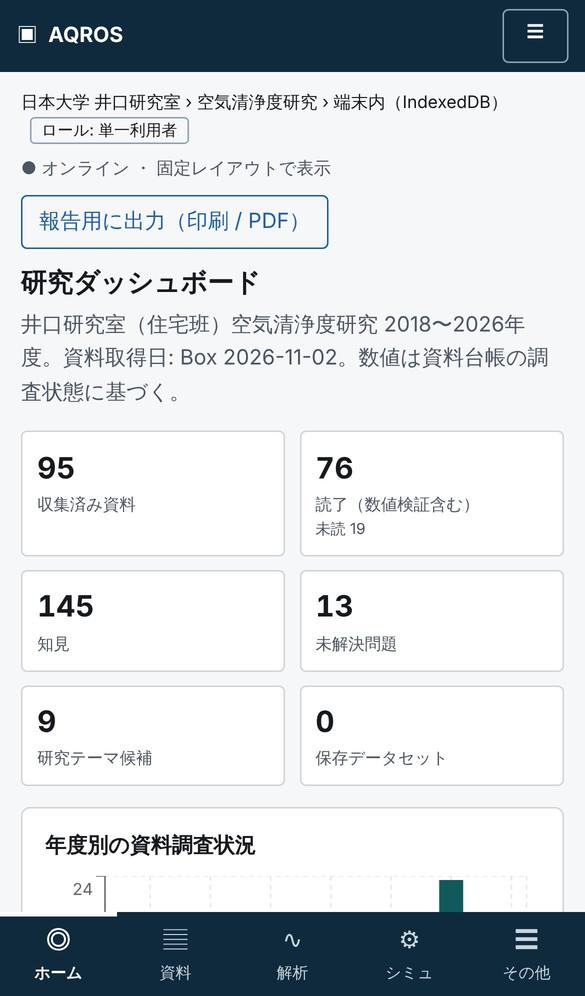 AQROS
日本大学 井口研究室 › 空気清浄度研究 › 端末内（IndexedDB）
ロール: 単一利用者
● オンライン ・ 固定レイアウトで表示
報告用に出力（印刷 / PDF）
研究ダッシュボード
井口研究室（住宅班）空気清浄度研究 2018〜2026年
度。資料取得日: Box 2026-11-02。数値は資料台帳の調
査状態に基づく。
95
収集済み資料
76
読了（数値検証含む）
未読 19
145
知見
13
未解決問題
9
研究テーマ候補
0
保存データセット
年度別の資料調査状況
24
ホーム
資料
解析
シミュ
その他